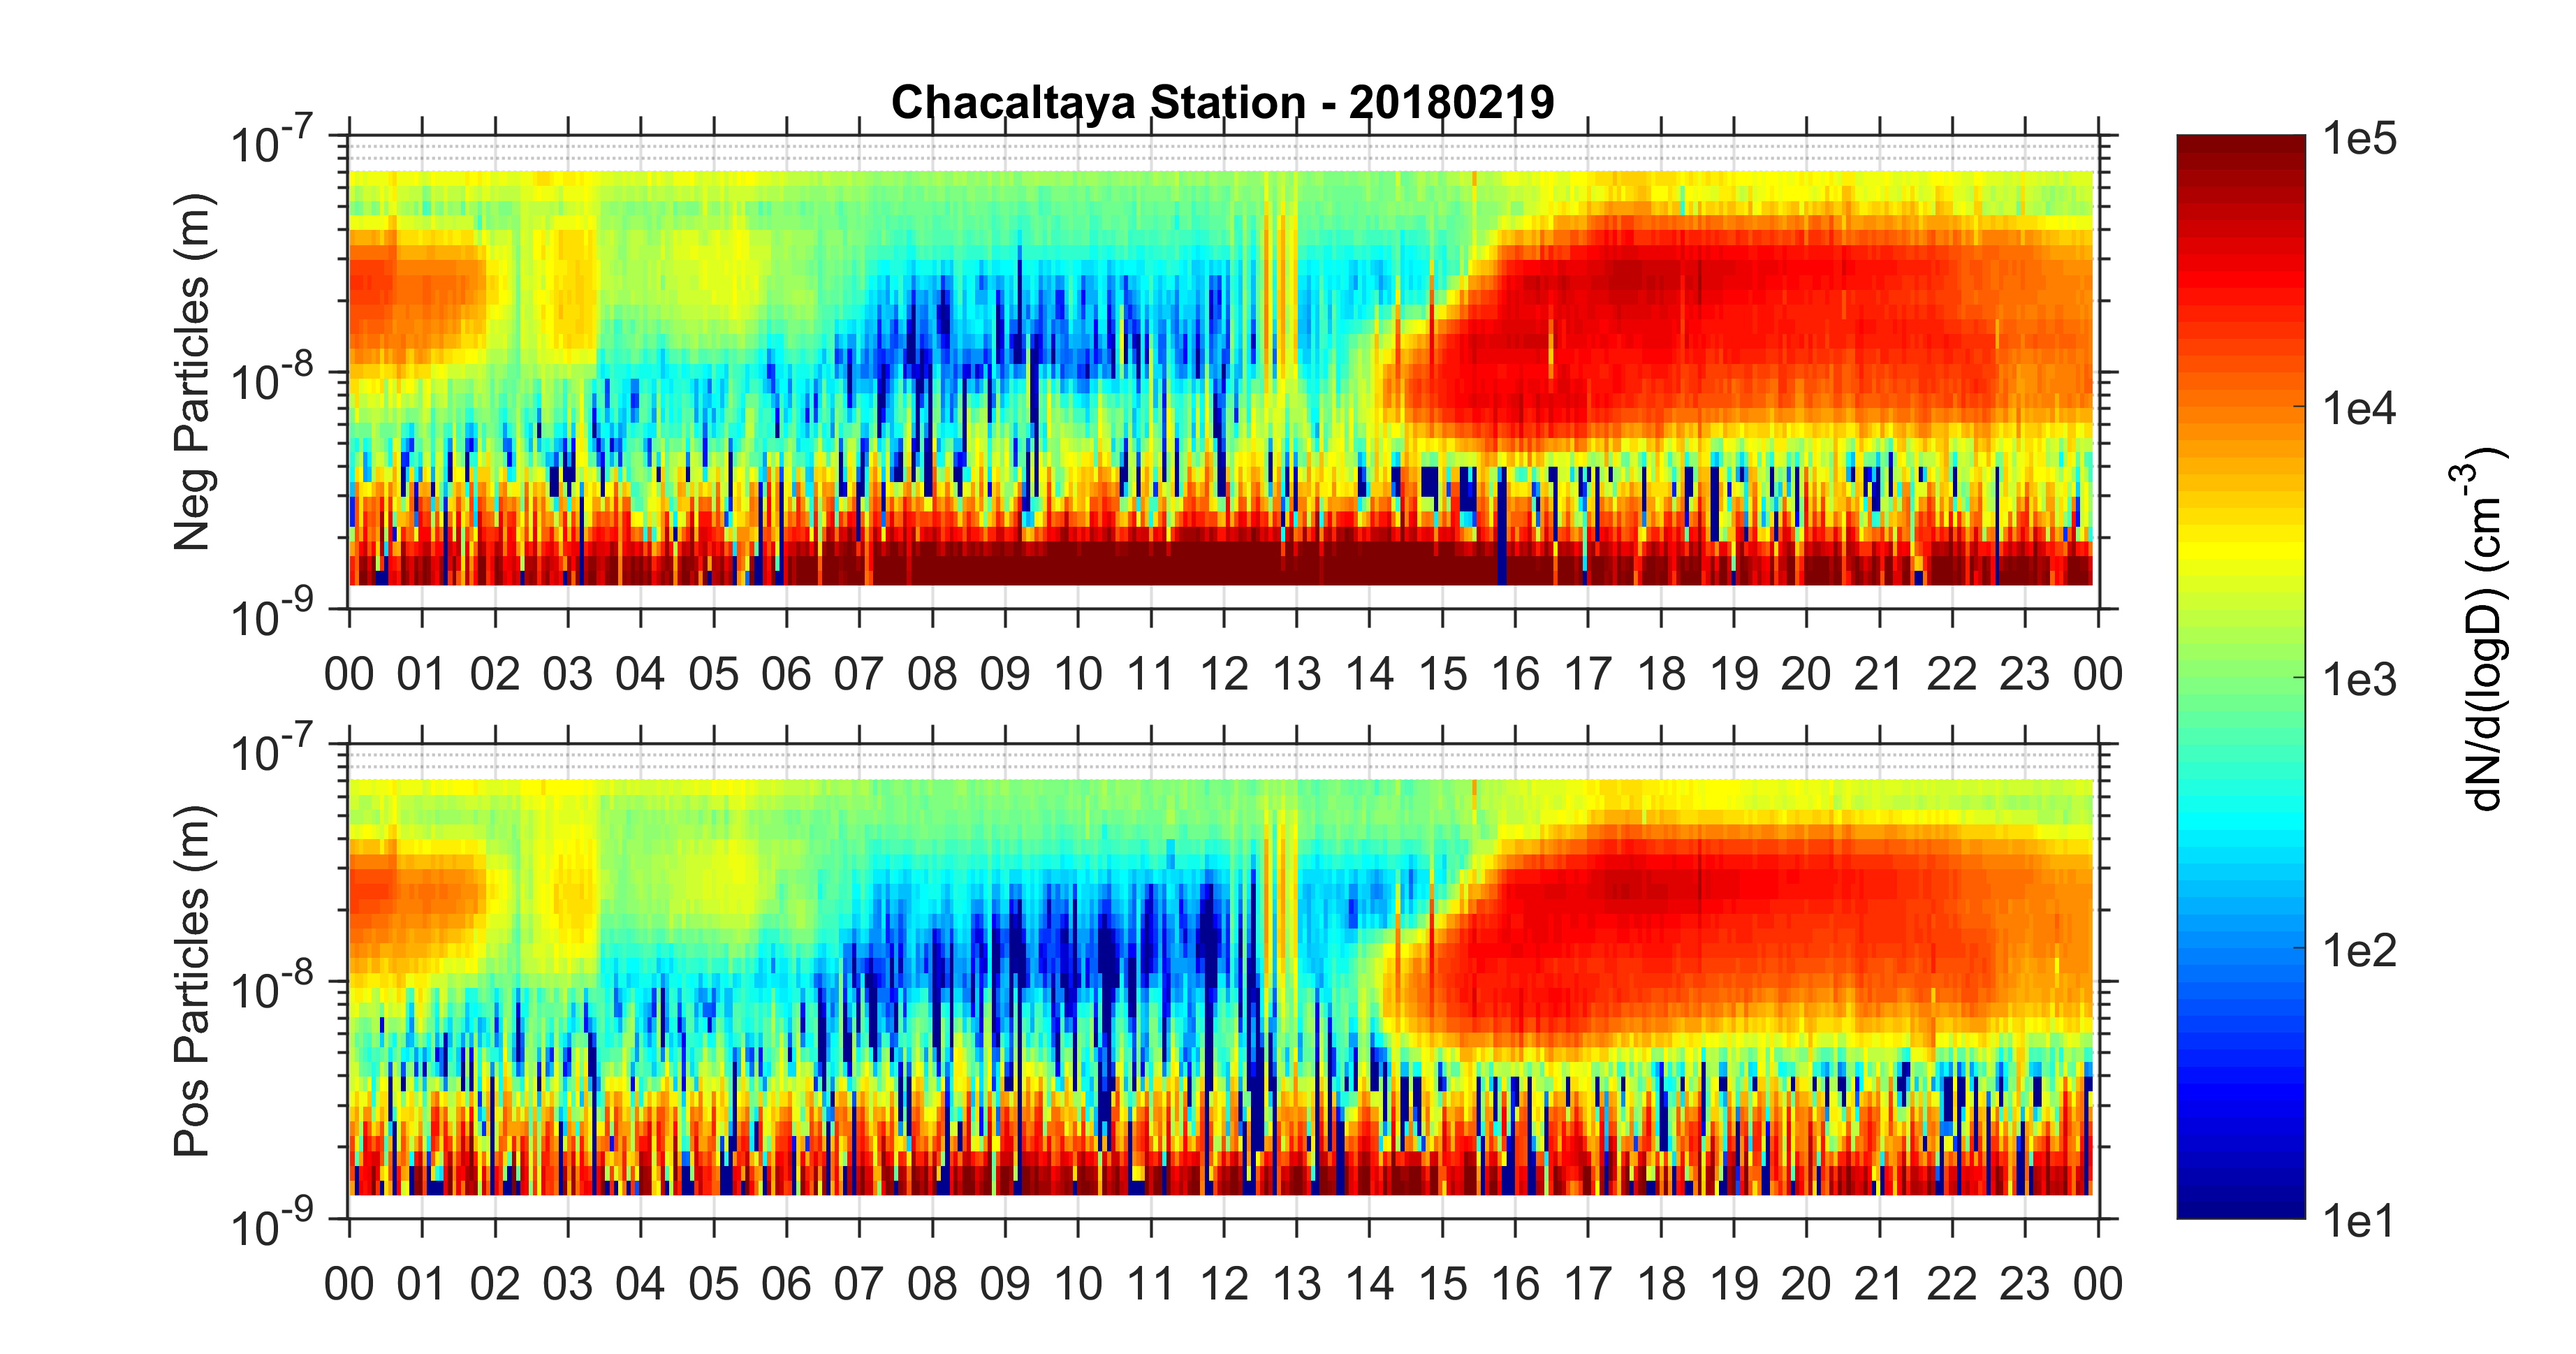 Chacaltaya Station - 20180219
Neg Particles (m)
10^-7
10^-8
10^-9
00 01 02 03 04 05 06 07 08 09 10 11 12 13 14 15 16 17 18 19 20 21 22 23 00
Pos Particles (m)
10^-7
10^-8
10^-9
00 01 02 03 04 05 06 07 08 09 10 11 12 13 14 15 16 17 18 19 20 21 22 23 00
1e5
1e4
1e3
1e2
1e1
dN/d(logD) (cm^-3)